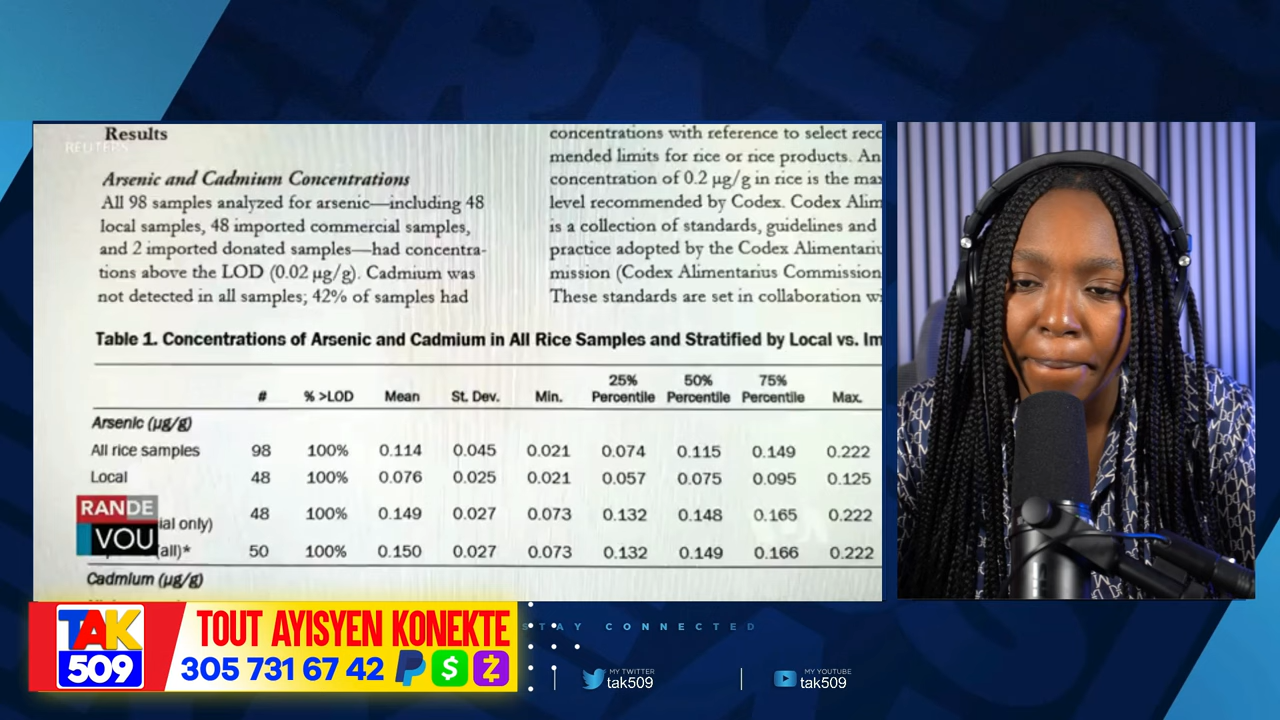 Results
REUTERS
Arsenic and Cadmium Concentrations
All 98 samples analyzed for arsenic—including 48
local samples, 48 imported commercial samples,
and 2 imported donated samples—had concentra-
tions above the LOD (0.02 µg/g). Cadmium was
not detected in all samples; 42% of samples had
concentrations with reference to select reco
mended limits for rice or rice products. An
concentration of 0.2 µg/g in rice is the max
level recommended by Codex. Codex Alim
is a collection of standards, guidelines and
practice adopted by the Codex Alimentariu
mission (Codex Alimentarius Commission
These standards are set in collaboration wi
Table 1. Concentrations of Arsenic and Cadmium in All Rice Samples and Stratified by Local vs. Im
# % >LOD Mean St. Dev. Min. 25% Percentile 50% Percentile 75% Percentile Max.
Arsenic (µg/g)
All rice samples 98 100% 0.114 0.045 0.021 0.074 0.115 0.149 0.222
Local 48 100% 0.076 0.025 0.021 0.057 0.075 0.095 0.125
ial only) 48 100% 0.149 0.027 0.073 0.132 0.148 0.165 0.222
(all)* 50 100% 0.150 0.027 0.073 0.132 0.149 0.166 0.222
Cadmium (µg/g)
RANDE
VOU
TAK
509
TOUT AYISYEN KONEKTE
305 731 67 42
STAY CONNECTED
MY TWITTER
tak509
MY YOUTUBE
tak509